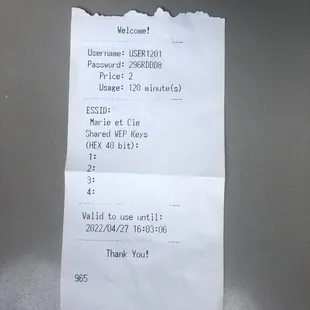 Welcome!
Username: USER1201
Password: 296RDDD8
Price: 2
Usage: 120 minute(s)
ESSID:
Marie et Cie
Shared WEP Keys
(HEX 40 bit):
1:
2:
3:
4:
Valid to use until:
2022/04/27 16:03:06
Thank You!
965